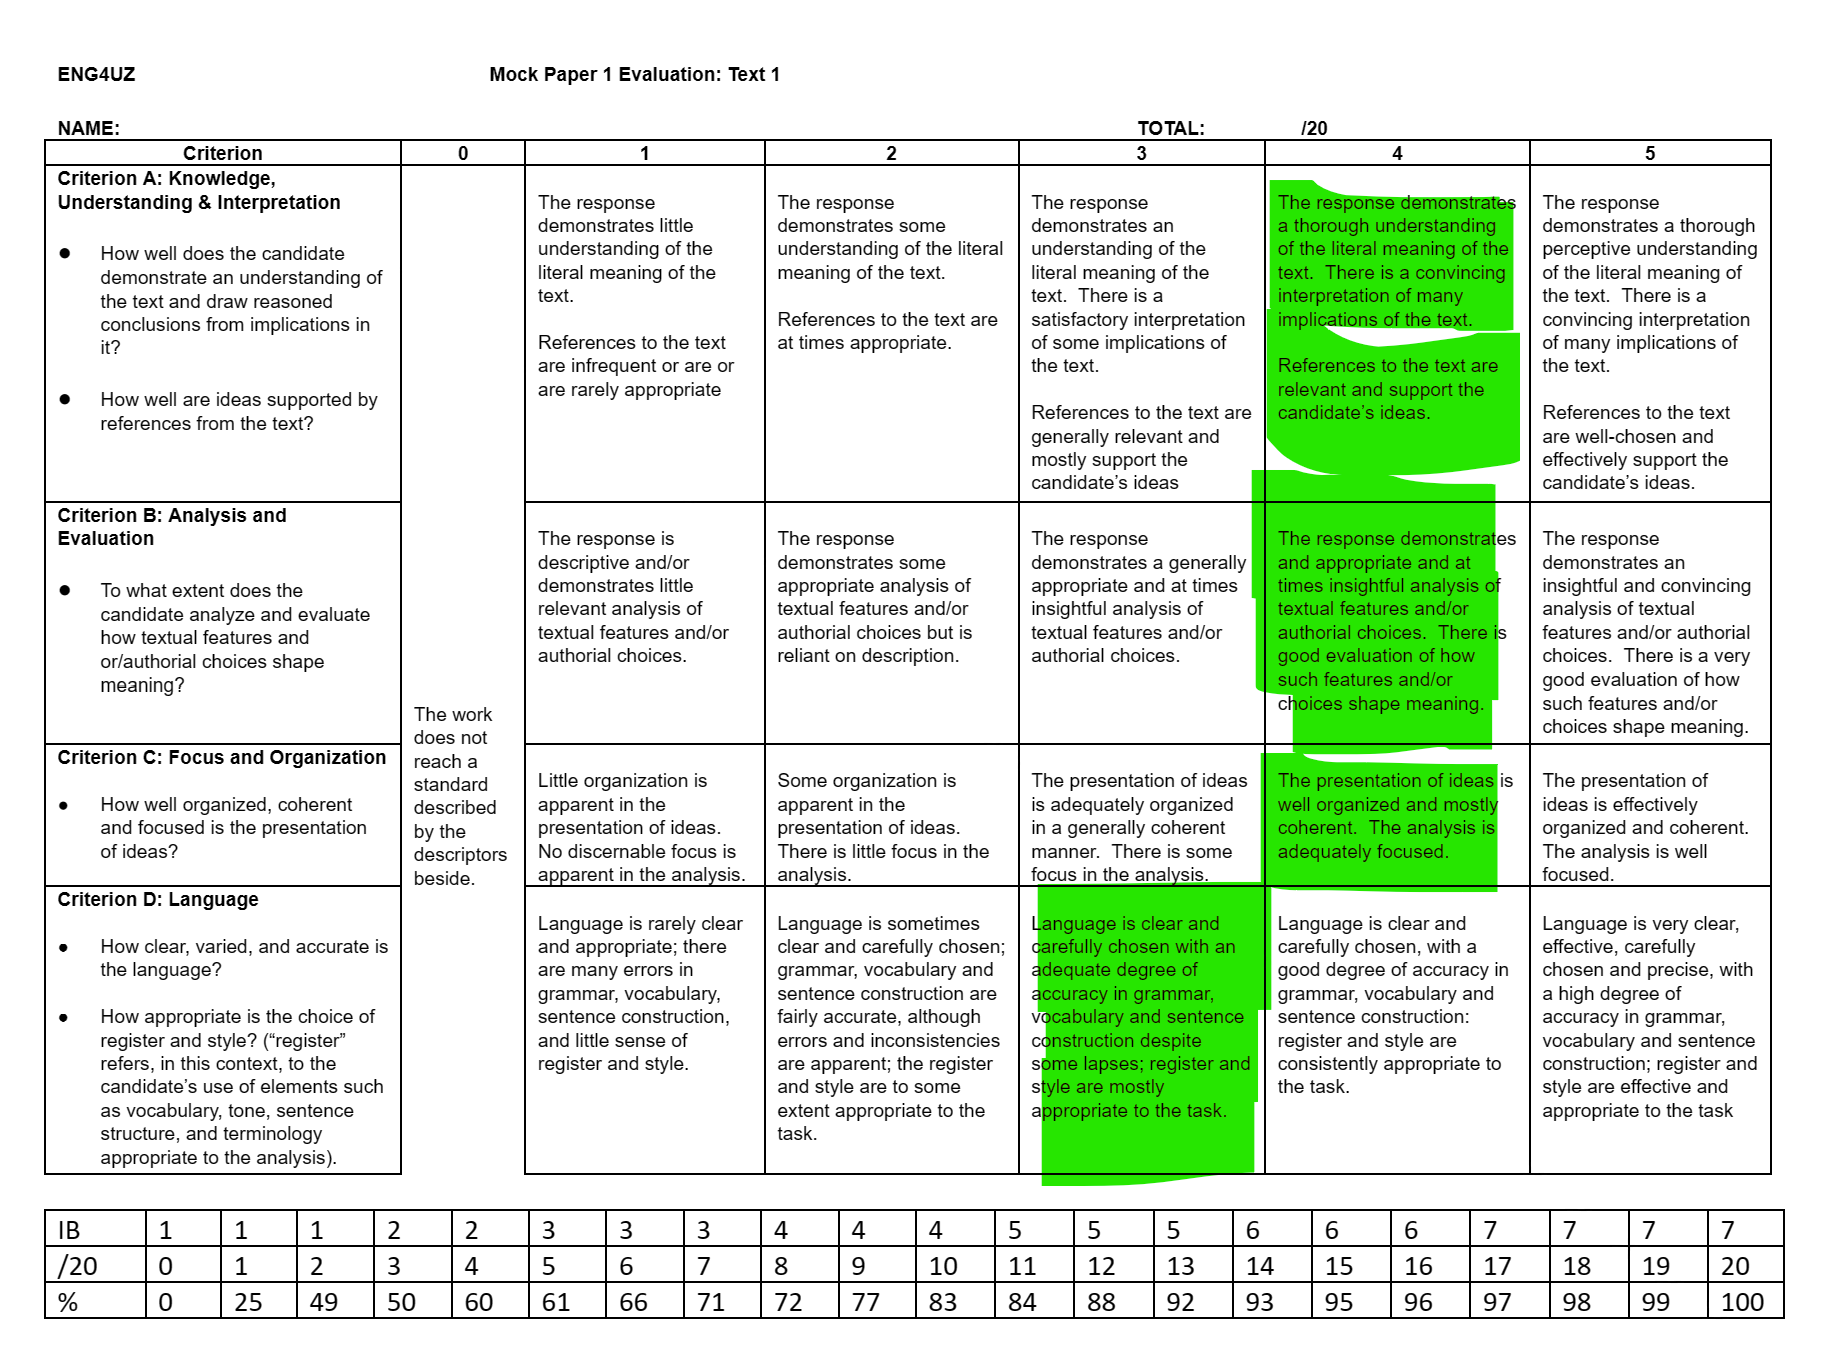 ENG4UZ Mock Paper 1 Evaluation: Text 1
NAME: TOTAL: /20
Criterion 0 1 2 3 4 5
Criterion A: Knowledge,
Understanding & Interpretation
● How well does the candidate
demonstrate an understanding of
the text and draw reasoned
conclusions from implications in
it?
● How well are ideas supported by
references from the text?
The response
demonstrates little
understanding of the
literal meaning of the
text.
References to the text
are infrequent or are or
are rarely appropriate
The response
demonstrates some
understanding of the literal
meaning of the text.
References to the text are
at times appropriate.
The response
demonstrates an
understanding of the
literal meaning of the
text. There is a
satisfactory interpretation
of some implications of
the text.
References to the text are
generally relevant and
mostly support the
candidate’s ideas
The response demonstrates
a thorough understanding
of the literal meaning of the
text. There is a convincing
interpretation of many
implications of the text.
References to the text are
relevant and support the
candidate’s ideas.
The response
demonstrates a thorough
perceptive understanding
of the literal meaning of
the text. There is a
convincing interpretation
of many implications of
the text.
References to the text
are well-chosen and
effectively support the
candidate’s ideas.
Criterion B: Analysis and
Evaluation
● To what extent does the
candidate analyze and evaluate
how textual features and
or/authorial choices shape
meaning?
The response is
descriptive and/or
demonstrates little
relevant analysis of
textual features and/or
authorial choices.
The response
demonstrates some
appropriate analysis of
textual features and/or
authorial choices but is
reliant on description.
The response
demonstrates a generally
appropriate and at times
insightful analysis of
textual features and/or
authorial choices.
The response demonstrates
and appropriate and at
times insightful analysis of
textual features and/or
authorial choices. There is
good evaluation of how
such features and/or
choices shape meaning.
The response
demonstrates an
insightful and convincing
analysis of textual
features and/or authorial
choices. There is a very
good evaluation of how
such features and/or
choices shape meaning.
The work
does not
reach a
standard
described
by the
descriptors
beside.
Criterion C: Focus and Organization
● How well organized, coherent
and focused is the presentation
of ideas?
Little organization is
apparent in the
presentation of ideas.
No discernable focus is
apparent in the analysis.
Some organization is
apparent in the
presentation of ideas.
There is little focus in the
analysis.
The presentation of ideas
is adequately organized
in a generally coherent
manner. There is some
focus in the analysis.
The presentation of ideas is
well organized and mostly
coherent. The analysis is
adequately focused.
The presentation of
ideas is effectively
organized and coherent.
The analysis is well
focused.
Criterion D: Language
● How clear, varied, and accurate is
the language?
● How appropriate is the choice of
register and style? (“register”
refers, in this context, to the
candidate’s use of elements such
as vocabulary, tone, sentence
structure, and terminology
appropriate to the analysis).
Language is rarely clear
and appropriate; there
are many errors in
grammar, vocabulary,
sentence construction,
and little sense of
register and style.
Language is sometimes
clear and carefully chosen;
grammar, vocabulary and
sentence construction are
fairly accurate, although
errors and inconsistencies
are apparent; the register
and style are to some
extent appropriate to the
task.
Language is clear and
carefully chosen with an
adequate degree of
accuracy in grammar,
vocabulary and sentence
construction despite
some lapses; register and
style are mostly
appropriate to the task.
Language is clear and
carefully chosen, with a
good degree of accuracy in
grammar, vocabulary and
sentence construction:
register and style are
consistently appropriate to
the task.
Language is very clear,
effective, carefully
chosen and precise, with
a high degree of
accuracy in grammar,
vocabulary and sentence
construction; register and
style are effective and
appropriate to the task
IB 1 1 1 2 2 3 3 3 4 4 4 5 5 5 6 6 6 7 7 7 7
/20 0 1 2 3 4 5 6 7 8 9 10 11 12 13 14 15 16 17 18 19 20
% 0 25 49 50 60 61 66 71 72 77 83 84 88 92 93 95 96 97 98 99 100